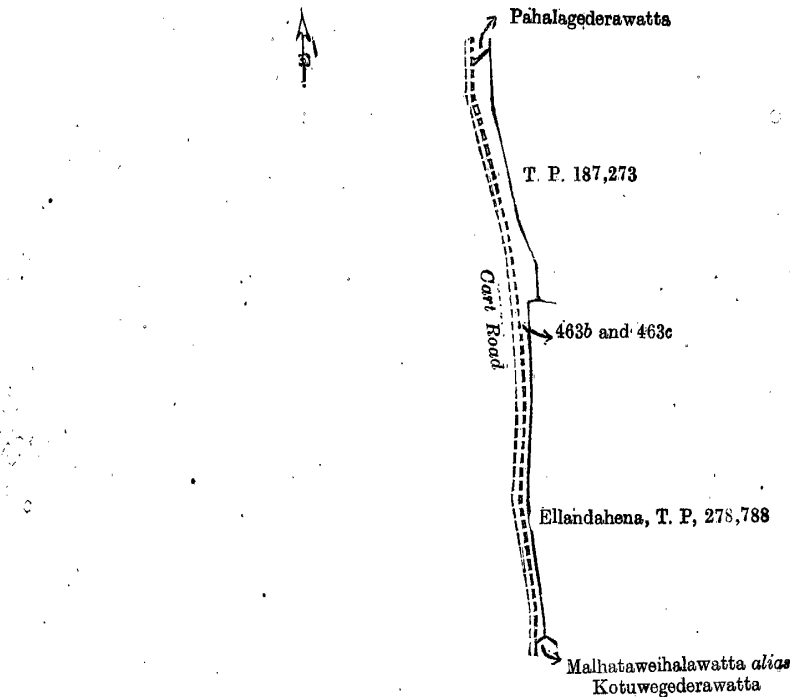 Pahalagederawatta
T. P. 187,273
Cart Road
463b and 463c
Ellandahena, T. P, 278,788
Malhataweihalawatta alias
Kotuwegederawatta